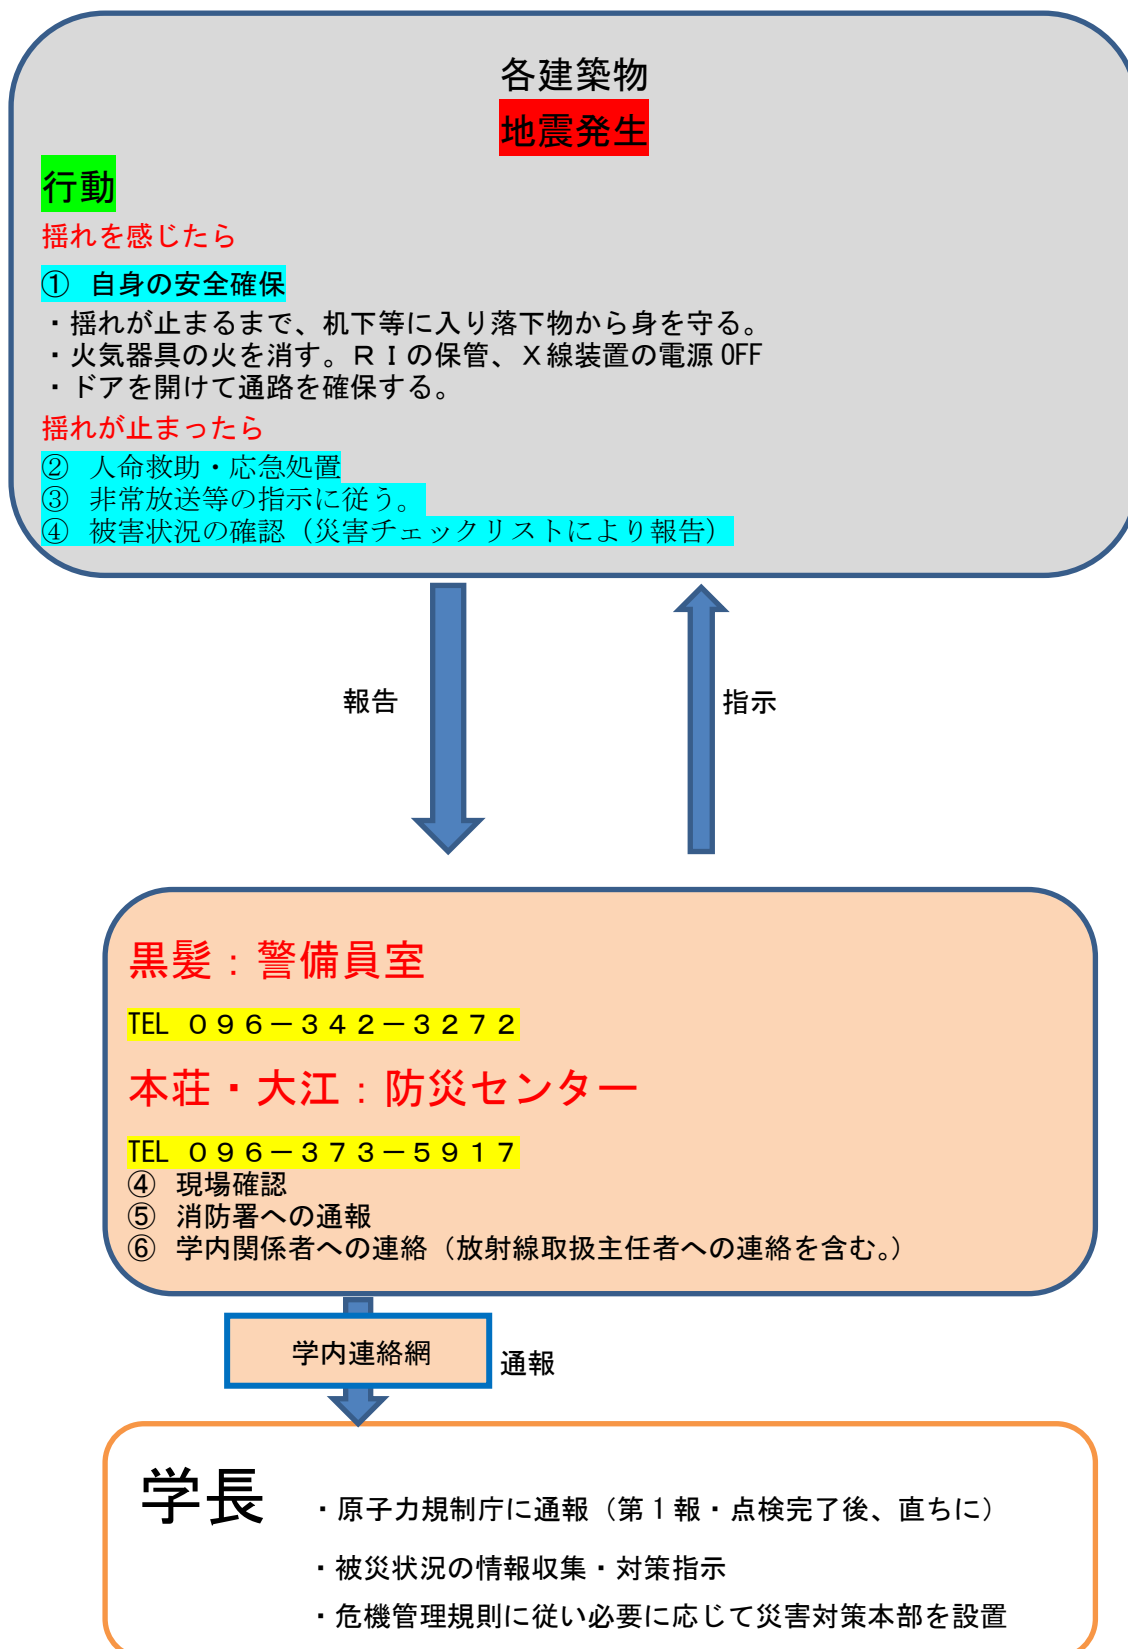 各建築物
地震発生
行動
揺れを感じたら
① 自身の安全確保
・揺れが止まるまで、机下等に入り落下物から身を守る。
・火気器具の火を消す。ＲＩの保管、Ｘ線装置の電源 OFF
・ドアを開けて通路を確保する。
揺れが止まったら
② 人命救助・応急処置
③ 非常放送等の指示に従う。
④ 被害状況の確認（災害チェックリストにより報告）
報告
指示
黒髪：警備員室
TEL ０９６－３４２－３２７２
本荘・大江：防災センター
TEL ０９６－３７３－５９１７
④ 現場確認
⑤ 消防署への通報
⑥ 学内関係者への連絡（放射線取扱主任者への連絡を含む。）
学内連絡網
通報
学長
・原子力規制庁に通報（第１報・点検完了後、直ちに）
・被災状況の情報収集・対策指示
・危機管理規則に従い必要に応じて災害対策本部を設置